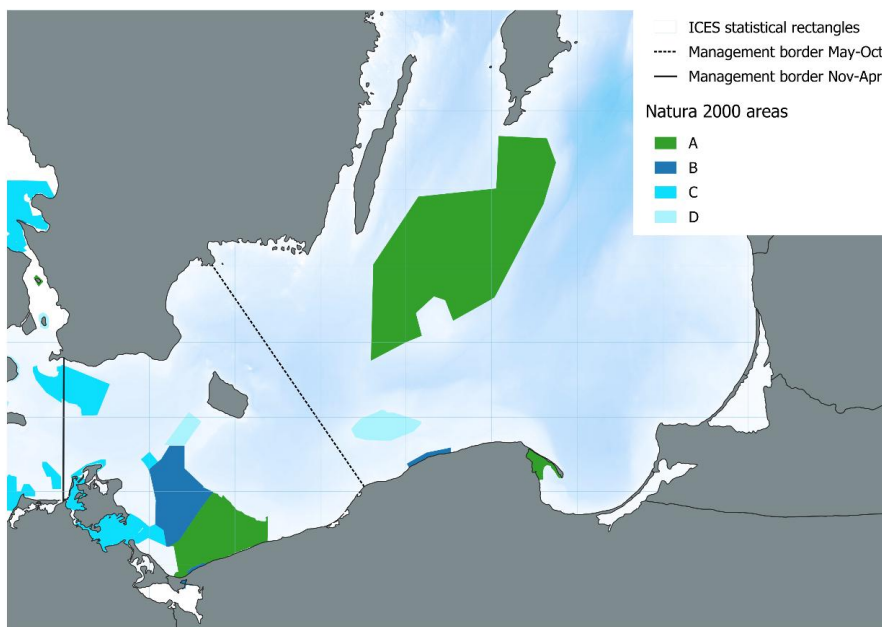 ICES statistical rectangles
Management border May-Oct
Management border Nov-Apr
Natura 2000 areas
A
B
C
D